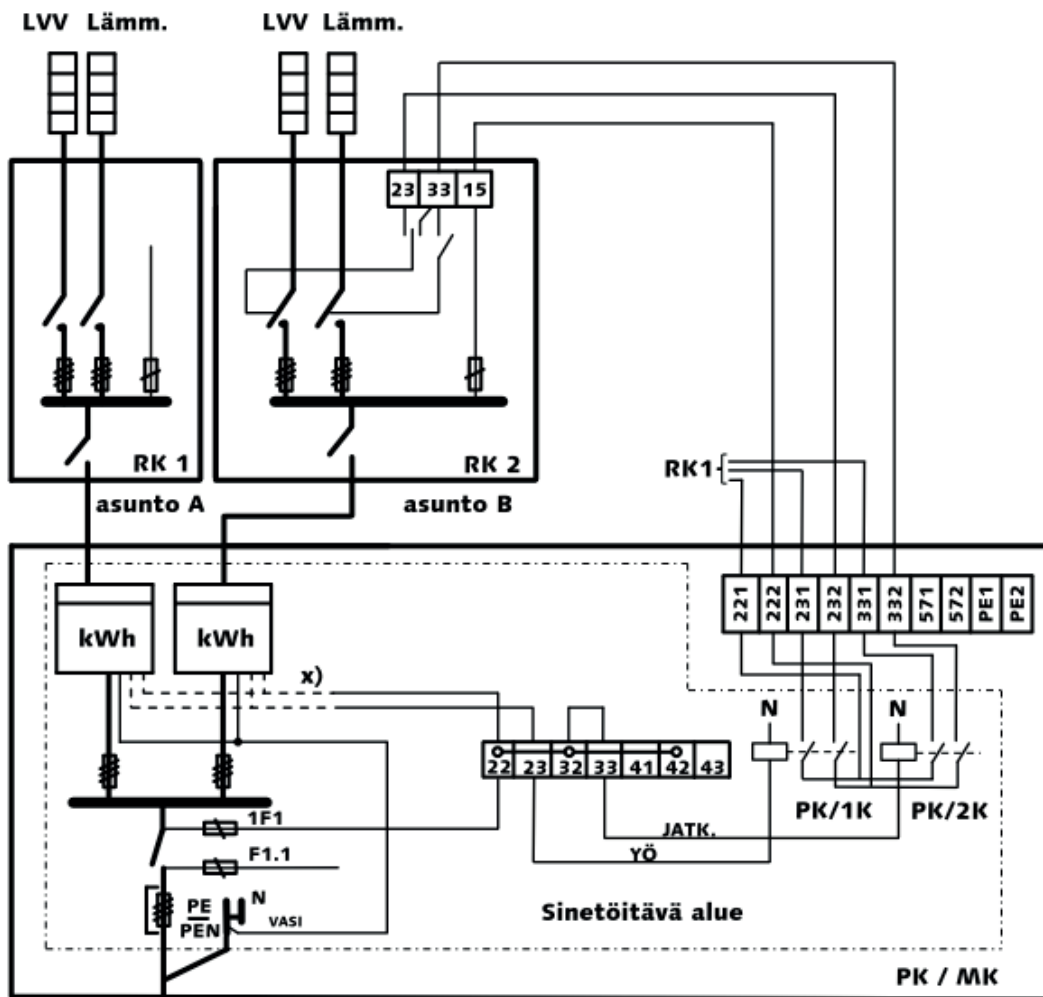 LVV Lämm.
LVV Lämm.
23 33 15
RK 1
RK 2
asunto A
asunto B
RK1
221 222 231 232 331 332 571 572 PE1 PE2
kWh
kWh
x)
N
N
22 23 32 33 41 42 43
PK/1K
PK/2K
1F1
JATK.
YÖ
F1.1
PE
PEN
N
VASI
Sinetöitävä alue
PK / MK